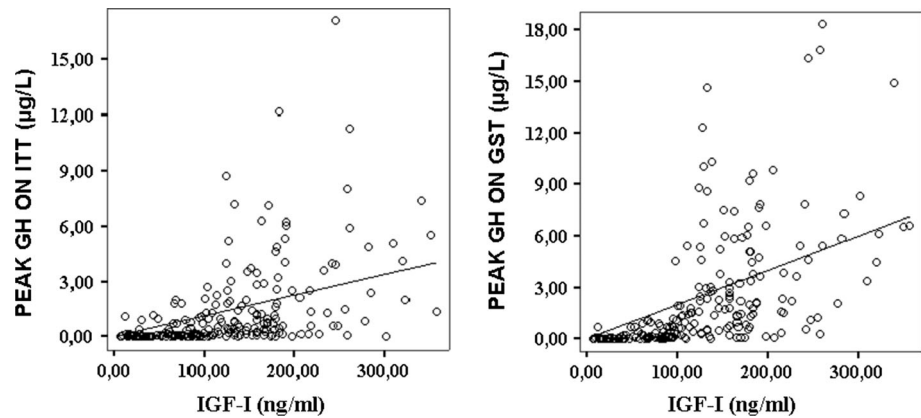 PEAK GH ON ITT (µg/L)
15,00
12,00
9,00
6,00
3,00
0,00
0,00 100,00 200,00 300,00
IGF-I (ng/ml)
PEAK GH ON GST (µg/L)
18,00
15,00
12,00
9,00
6,00
3,00
0,00
0,00 100,00 200,00 300,00
IGF-I (ng/ml)